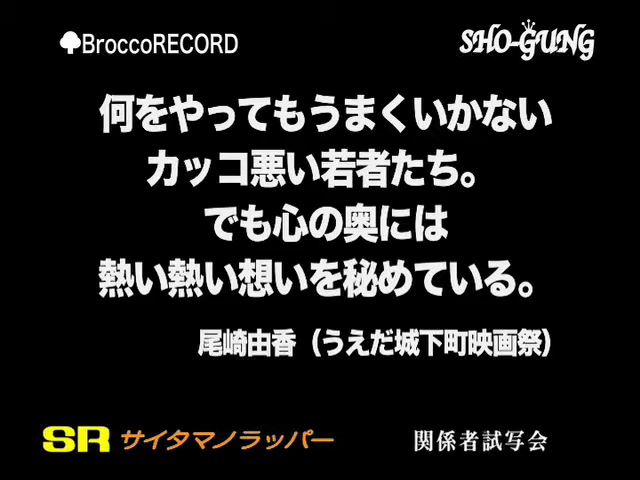 BroccoRECORD
SHO-GUNG
何をやってもうまくいかない
カッコ悪い若者たち。
でも心の奥には
熱い熱い想いを秘めている。
尾崎由香（うえだ城下町映画祭）
SR サイタマノラッパー
関係者試写会